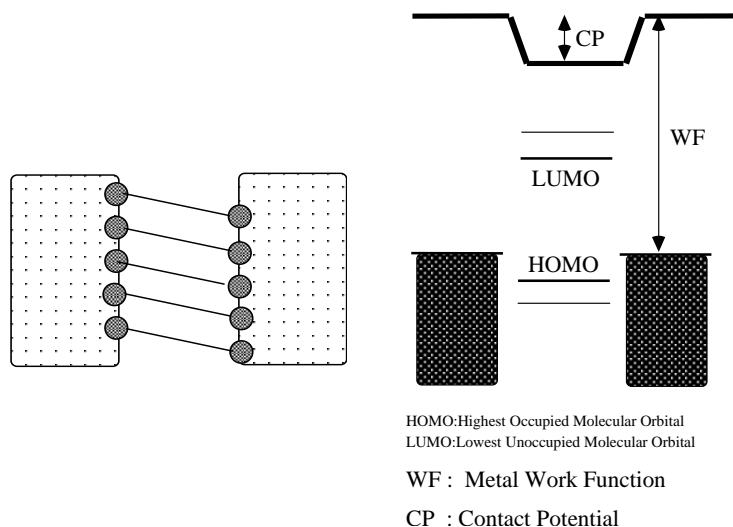 CP
WF
LUMO
HOMO
HOMO:Highest Occupied Molecular Orbital
LUMO:Lowest Unoccupied Molecular Orbital
WF : Metal Work Function
CP : Contact Potential